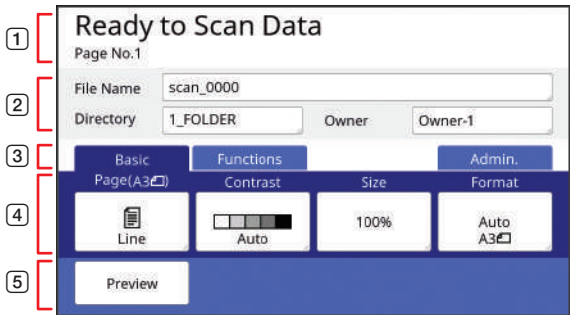 1
Ready to Scan Data
Page No.1
2
File Name scan_0000
Directory 1_FOLDER Owner Owner-1
3
Basic Functions Admin.
4
Page(A3) Contrast Size Format
Line Auto 100% Auto A3
5
Preview